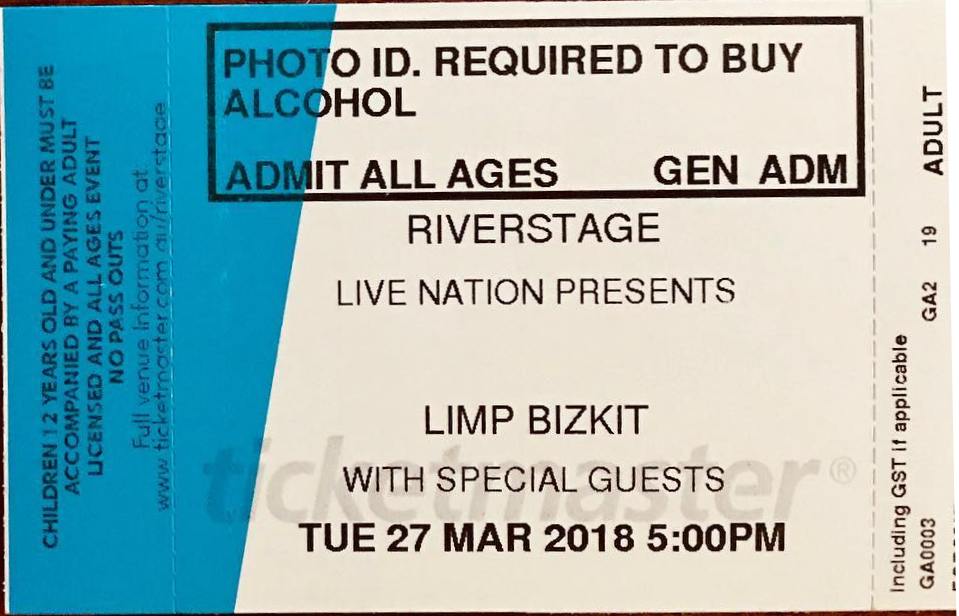 PHOTO ID. REQUIRED TO BUY
ALCOHOL
ADMIT ALL AGES GEN ADM
RIVERSTAGE
LIVE NATION PRESENTS
LIMP BIZKIT
ticketmaster®
WITH SPECIAL GUESTS
TUE 27 MAR 2018 5:00PM
CHILDREN 12 YEARS OLD AND UNDER MUST BE
ACCOMPANIED BY A PAYING ADULT
LICENSED AND ALL AGES EVENT
NO PASS OUTS
Full venue information at:
www.ticketmaster.com.au/riverstage
Including GST if applicable
GA0003 GA2 19 ADULT